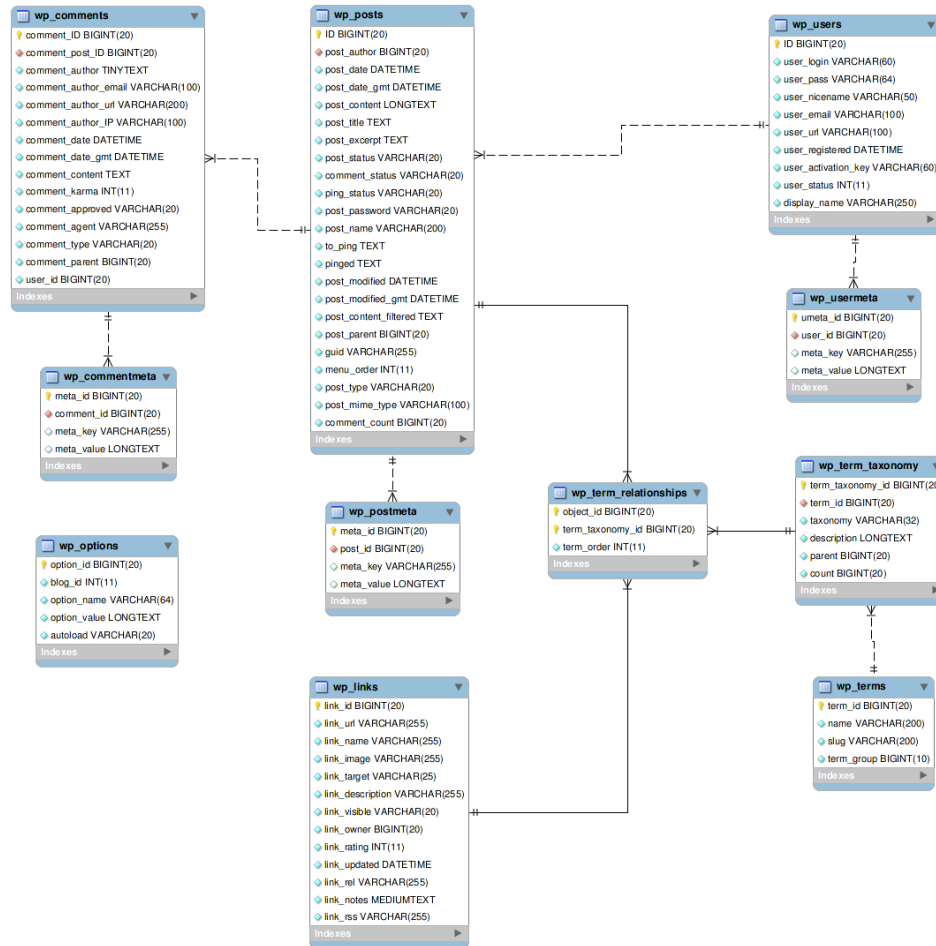 wp_comments
comment_ID BIGINT(20)
comment_post_ID BIGINT(20)
comment_author TINYTEXT
comment_author_email VARCHAR(100)
comment_author_url VARCHAR(200)
comment_author_IP VARCHAR(100)
comment_date DATETIME
comment_date_gmt DATETIME
comment_content TEXT
comment_karma INT(11)
comment_approved VARCHAR(20)
comment_agent VARCHAR(255)
comment_type VARCHAR(20)
comment_parent BIGINT(20)
user_id BIGINT(20)
Indexes
wp_posts
ID BIGINT(20)
post_author BIGINT(20)
post_date DATETIME
post_date_gmt DATETIME
post_content LONGTEXT
post_title TEXT
post_excerpt TEXT
post_status VARCHAR(20)
comment_status VARCHAR(20)
ping_status VARCHAR(20)
post_password VARCHAR(20)
post_name VARCHAR(200)
to_ping TEXT
pinged TEXT
post_modified DATETIME
post_modified_gmt DATETIME
post_content_filtered TEXT
post_parent BIGINT(20)
guid VARCHAR(255)
menu_order INT(11)
post_type VARCHAR(20)
post_mime_type VARCHAR(100)
comment_count BIGINT(20)
Indexes
wp_users
ID BIGINT(20)
user_login VARCHAR(60)
user_pass VARCHAR(64)
user_nicename VARCHAR(50)
user_email VARCHAR(100)
user_url VARCHAR(100)
user_registered DATETIME
user_activation_key VARCHAR(60)
user_status INT(11)
display_name VARCHAR(250)
Indexes
wp_usermeta
umeta_id BIGINT(20)
user_id BIGINT(20)
meta_key VARCHAR(255)
meta_value LONGTEXT
Indexes
wp_commentmeta
meta_id BIGINT(20)
comment_id BIGINT(20)
meta_key VARCHAR(255)
meta_value LONGTEXT
Indexes
wp_term_taxonomy
term_taxonomy_id BIGINT(20
term_id BIGINT(20)
taxonomy VARCHAR(32)
description LONGTEXT
parent BIGINT(20)
count BIGINT(20)
Indexes
wp_term_relationships
object_id BIGINT(20)
term_taxonomy_id BIGINT(20)
term_order INT(11)
Indexes
wp_postmeta
meta_id BIGINT(20)
post_id BIGINT(20)
meta_key VARCHAR(255)
meta_value LONGTEXT
Indexes
wp_options
option_id BIGINT(20)
blog_id INT(11)
option_name VARCHAR(64)
option_value LONGTEXT
autoload VARCHAR(20)
Indexes
wp_links
link_id BIGINT(20)
link_url VARCHAR(255)
link_name VARCHAR(255)
link_image VARCHAR(255)
link_target VARCHAR(25)
link_description VARCHAR(255)
link_visible VARCHAR(20)
link_owner BIGINT(20)
link_rating INT(11)
link_updated DATETIME
link_rel VARCHAR(255)
link_notes MEDIUMTEXT
link_rss VARCHAR(255)
Indexes
wp_terms
term_id BIGINT(20)
name VARCHAR(200)
slug VARCHAR(200)
term_group BIGINT(10)
Indexes